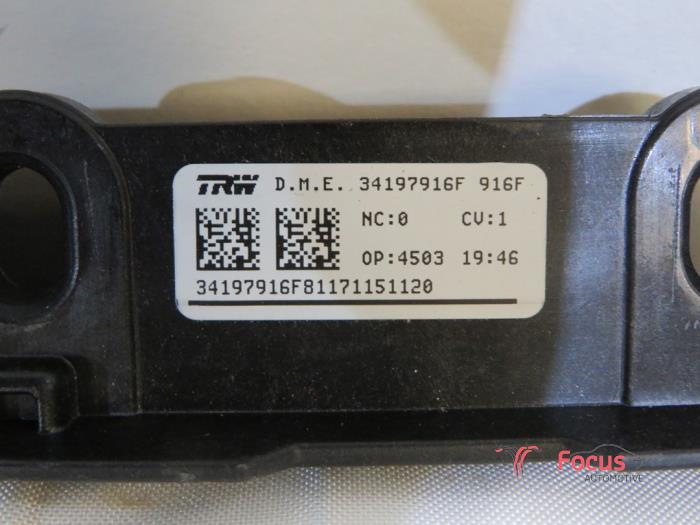 TRW D.M.E. 34197916F 916F
NC:0 CV:1
OP:4503 19:46
34197916F81171151120
Focus
AUTOMOTIVE